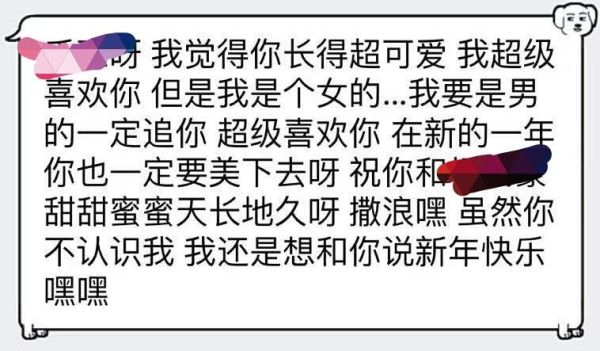 呀 我觉得你长得超可爱 我超级
喜欢你 但是我是个女的...我要是男
的一定追你 超级喜欢你 在新的一年
你也一定要美下去呀 祝你和
甜甜蜜蜜天长地久呀 撒浪嘿 虽然你
不认识我 我还是想和你说新年快乐
嘿嘿